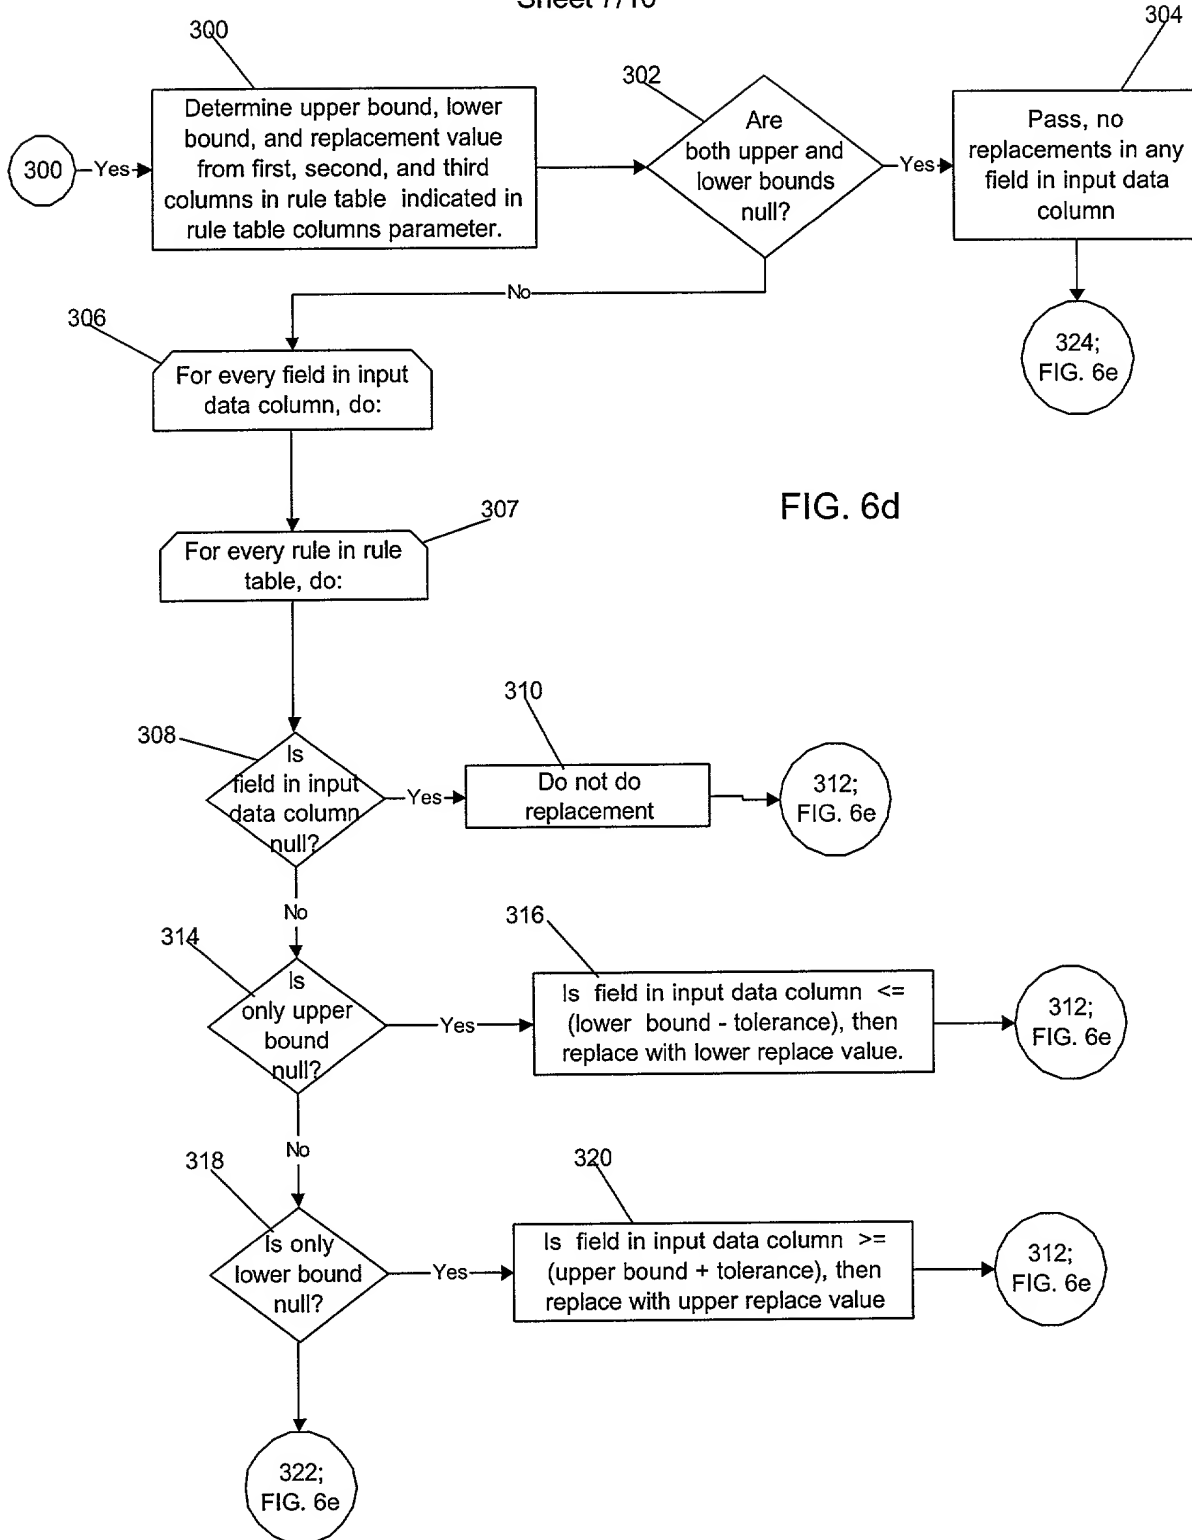 Sheet 7/10
300
302
304
300
Yes
Determine upper bound, lower
bound, and replacement value
from first, second, and third
columns in rule table indicated in
rule table columns parameter.
Are
both upper and
lower bounds
null?
Yes
Pass, no
replacements in any
field in input data
column
No
324;
FIG. 6e
306
For every field in input
data column, do:
FIG. 6d
307
For every rule in rule
table, do:
310
308
Is
field in input
data column
null?
Yes
Do not do
replacement
312;
FIG. 6e
No
316
314
Is
only upper
bound
null?
Yes
Is field in input data column <=
(lower bound - tolerance), then
replace with lower replace value.
312;
FIG. 6e
No
318
320
Is only
lower bound
null?
Yes
Is field in input data column >=
(upper bound + tolerance), then
replace with upper replace value
312;
FIG. 6e
322;
FIG. 6e